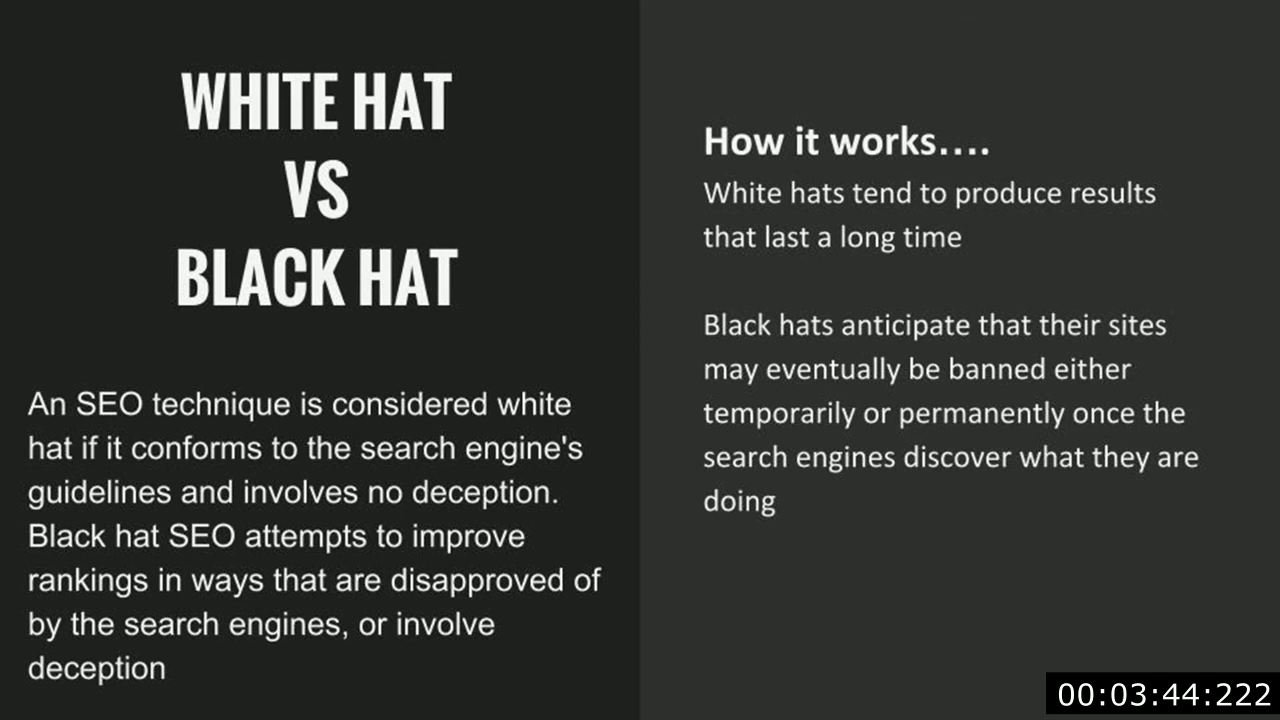 WHITE HAT
VS
BLACK HAT
An SEO technique is considered white
hat if it conforms to the search engine's
guidelines and involves no deception.
Black hat SEO attempts to improve
rankings in ways that are disapproved of
by the search engines, or involve
deception
How it works....
White hats tend to produce results
that last a long time
Black hats anticipate that their sites
may eventually be banned either
temporarily or permanently once the
search engines discover what they are
doing
00:03:44:222